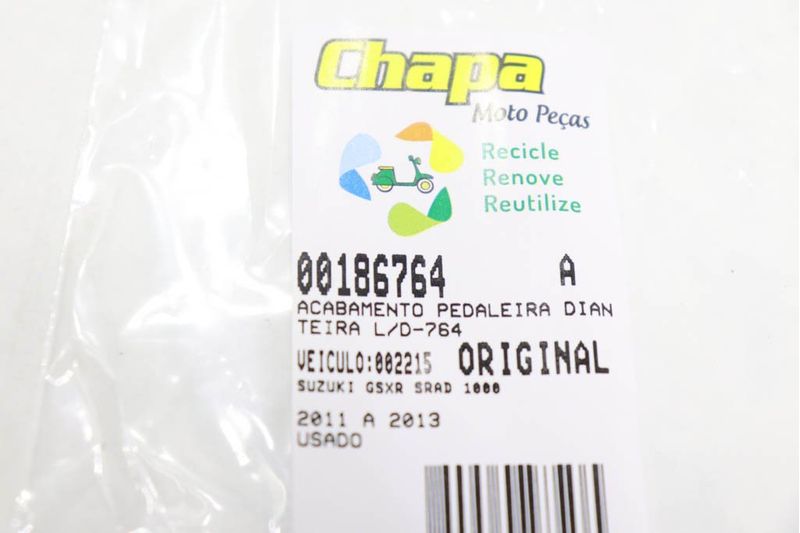 Chapa
Moto Peças
Recicle
Renove
Reutilize
00186764 A
ACABAMENTO PEDALEIRA DIAN
TEIRA L/D-764
VEICULO:002215 ORIGINAL
SUZUKI GSXR SRAD 1000
2011 A 2013
USADO